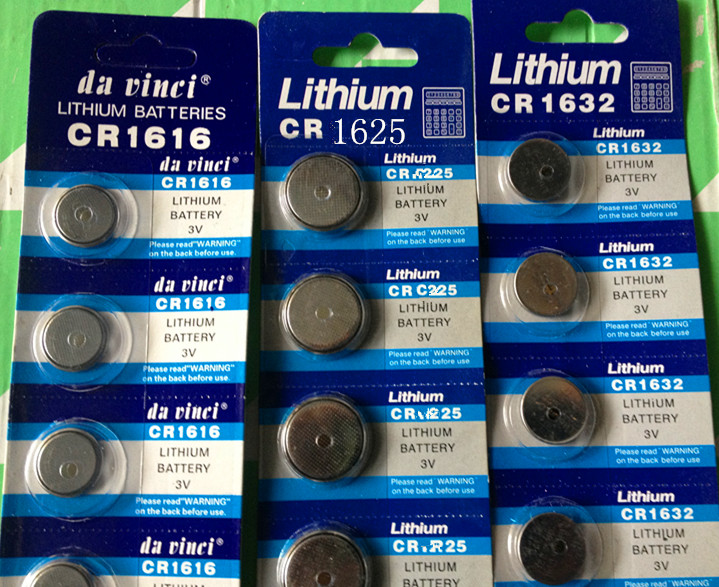 da vinci®
LITHIUM BATTERIES
CR1616
da vinci®
CR1616
LITHIUM
BATTERY
3V
Please read"WARNING"
on the back before use.
da vinci®
CR1616
LITHIUM
BATTERY
3V
Please read"WARNING"
on the back before use.
da vinci®
CR1616
LITHIUM
BATTERY
3V
Please read"WARNING"
on the back before use.
da vinci®
CR1616
LITHIUM
Lithium
CR 1625
Lithium
LITHIUM
BATTERY
3V
Please read "WARNING"
on the back before use
Lithium
LITHIUM
BATTERY
3V
Please read "WARNING"
on the back before use
Lithium
LITHIUM
BATTERY
3V
Please read "WARNING"
on the back before use
Lithium
LITHIUM
BATTERY
Lithium
CR 1632
Lithium
CR1632
LITHIUM
BATTERY
3V
Please read "WARNING"
on the back before use
Lithium
CR1632
LITHIUM
BATTERY
3V
Please read "WARNING"
on the back before use
Lithium
CR1632
LITHIUM
BATTERY
3V
Please read "WARNING"
on the back before use
Lithium
CR1632
LITHIUM
BATTERY
3V
Please read "WARNING"